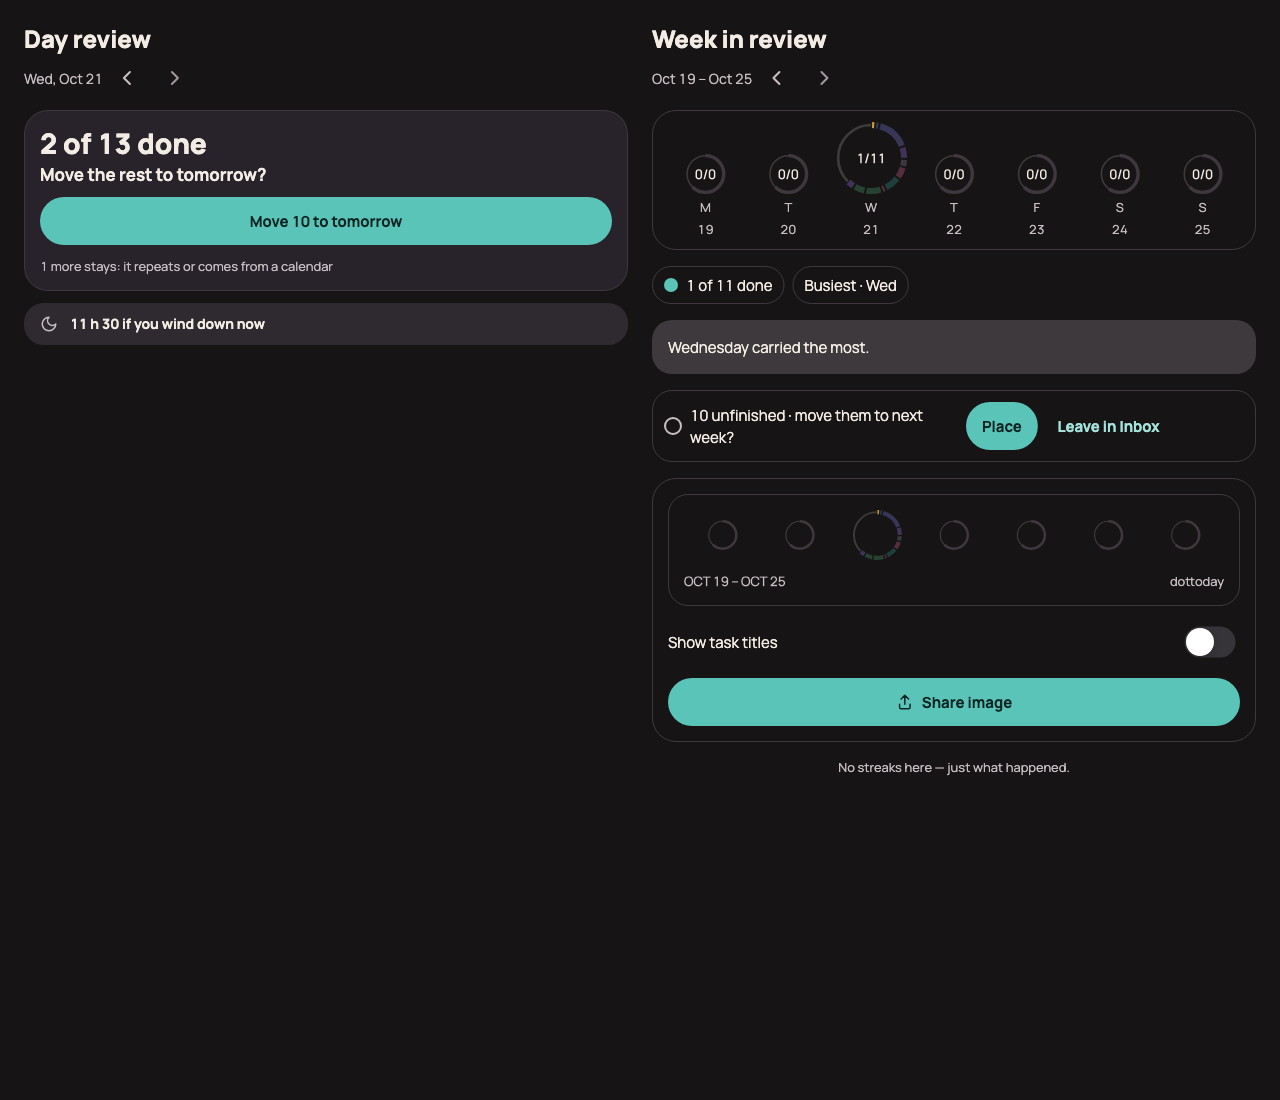 Day review
Wed, Oct 21
2 of 13 done
Move the rest to tomorrow?
Move 10 to tomorrow
1 more stays: it repeats or comes from a calendar
11 h 30 if you wind down now
Week in review
Oct 19 – Oct 25
0/0
0/0
1/11
0/0
0/0
0/0
0/0
M
T
W
T
F
S
S
19
20
21
22
23
24
25
1 of 11 done
Busiest · Wed
Wednesday carried the most.
10 unfinished · move them to next
week?
Place
Leave in Inbox
OCT 19 – OCT 25
dottoday
Show task titles
Share image
No streaks here — just what happened.